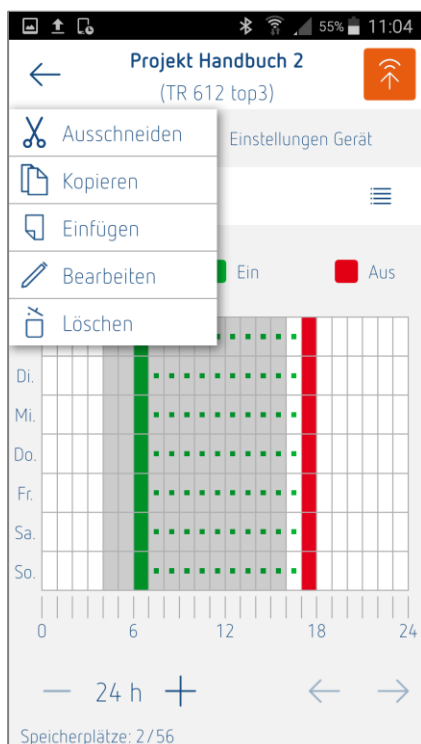 55% 11:04
Projekt Handbuch 2
(TR 612 top3)
Ausschneiden
Einstellungen Gerät
Kopieren
Einfügen
Bearbeiten
Ein
Aus
Löschen
Di.
Mi.
Do.
Fr.
Sa.
So.
0 6 12 18 24
24 h
Speicherplätze: 2/56